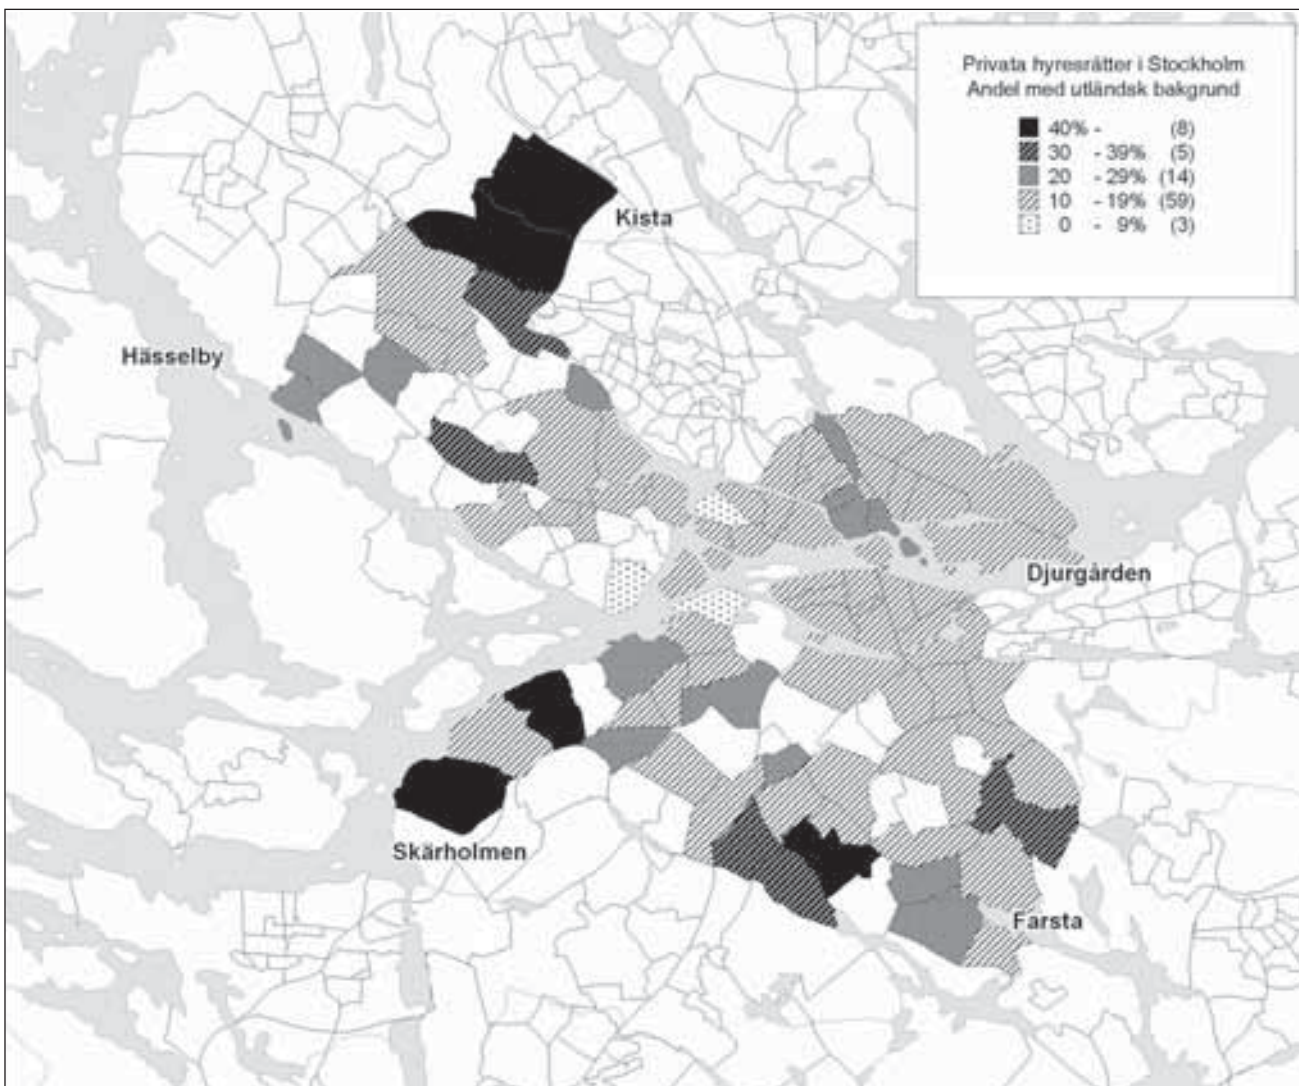 Privata hyresrätter i Stockholm
Andel med utländsk bakgrund
40% - (8)
30 - 39% (5)
20 - 29% (14)
10 - 19% (59)
0 - 9% (3)
Kista
Hässelby
Djurgården
Skärholmen
Farsta